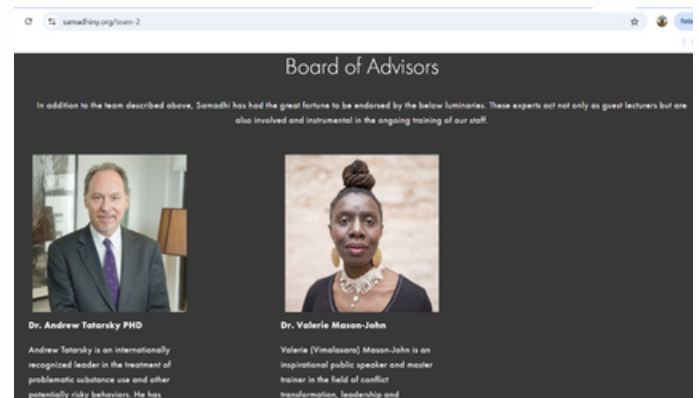 samadhiny.org/team-2
Board of Advisors
In addition to the team described above, Samadhi has had the great fortune to be endorsed by the below luminaries. These experts act not only as guest lecturers but are
also involved and instrumental in the ongoing training of our staff.
Dr. Andrew Tatarsky PHD
Andrew Tatarsky is an internationally
recognized leader in the treatment of
problematic substance use and other
potentially risky behaviors. He has
Dr. Valerie Mason-John
Valerie (Vimalasara) Mason-John is an
inspirational public speaker and master
trainer in the field of conflict
transformation, leadership and